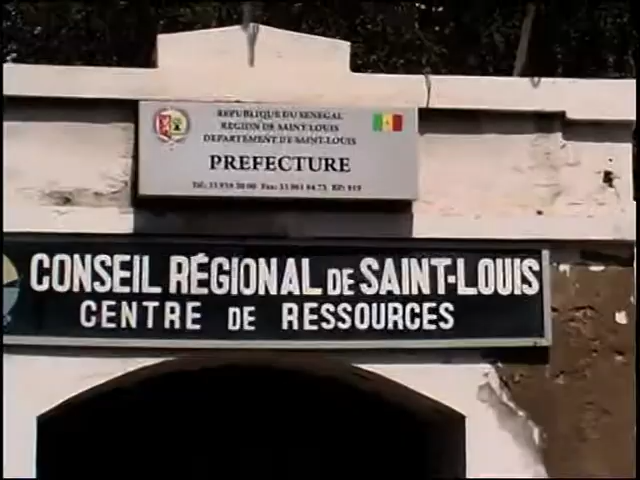 REPUBLIQUE DU SENEGAL
REGION DE SAINT-LOUIS
DEPARTEMENT DE SAINT-LOUIS
PREFECTURE
CONSEIL RÉGIONAL DE SAINT-LOUIS
CENTRE DE RESSOURCES